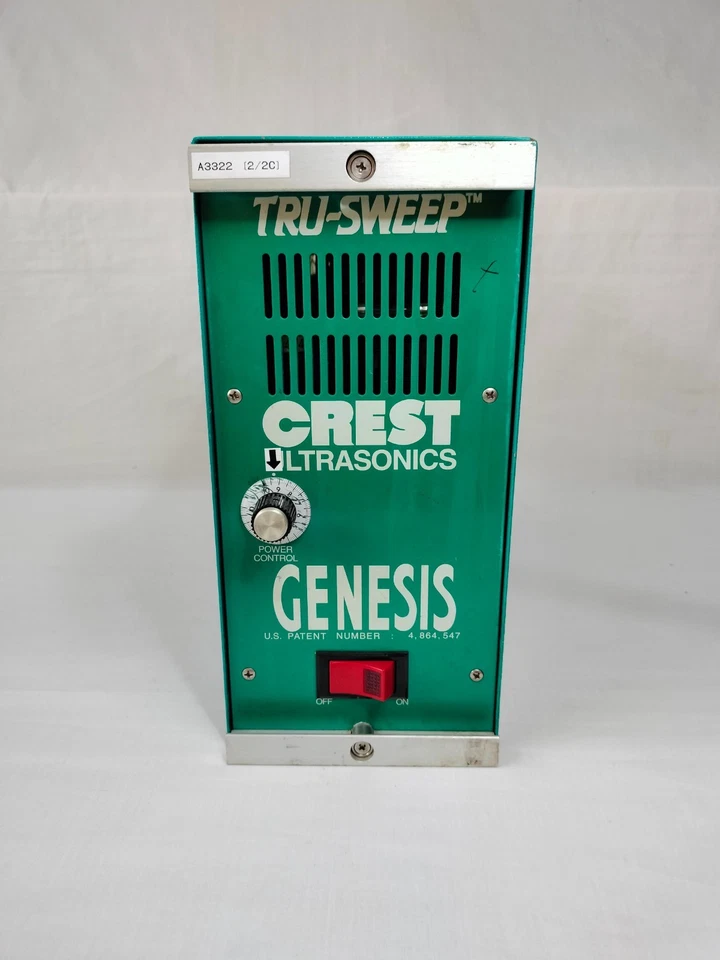 A3322 (2/2C)
TRU-SWEEP™
CREST
ULTRASONICS
POWER
CONTROL
GENESIS
U.S. PATENT NUMBER : 4,864,547
OFF ON